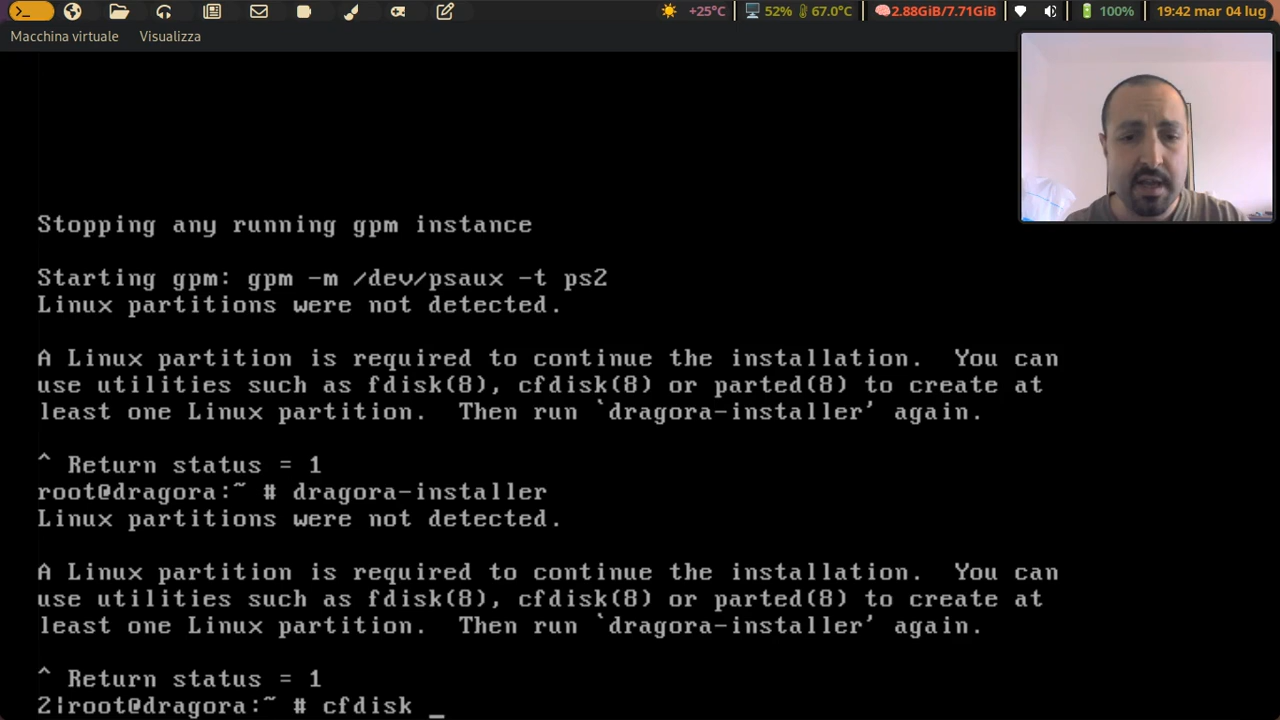 +25°C 52% 67.0°C 2.88GiB/7.71GiB 100% 19:42 mar 04 lug
Macchina virtuale Visualizza
Stopping any running gpm instance
Starting gpm: gpm -m /dev/psaux -t ps2
Linux partitions were not detected.
A Linux partition is required to continue the installation.  You can
use utilities such as fdisk(8), cfdisk(8) or parted(8) to create at
least one Linux partition.  Then run `dragora-installer' again.
^ Return status = 1
root@dragora:~ # dragora-installer
Linux partitions were not detected.
A Linux partition is required to continue the installation.  You can
use utilities such as fdisk(8), cfdisk(8) or parted(8) to create at
least one Linux partition.  Then run `dragora-installer' again.
^ Return status = 1
2|root@dragora:~ # cfdisk _